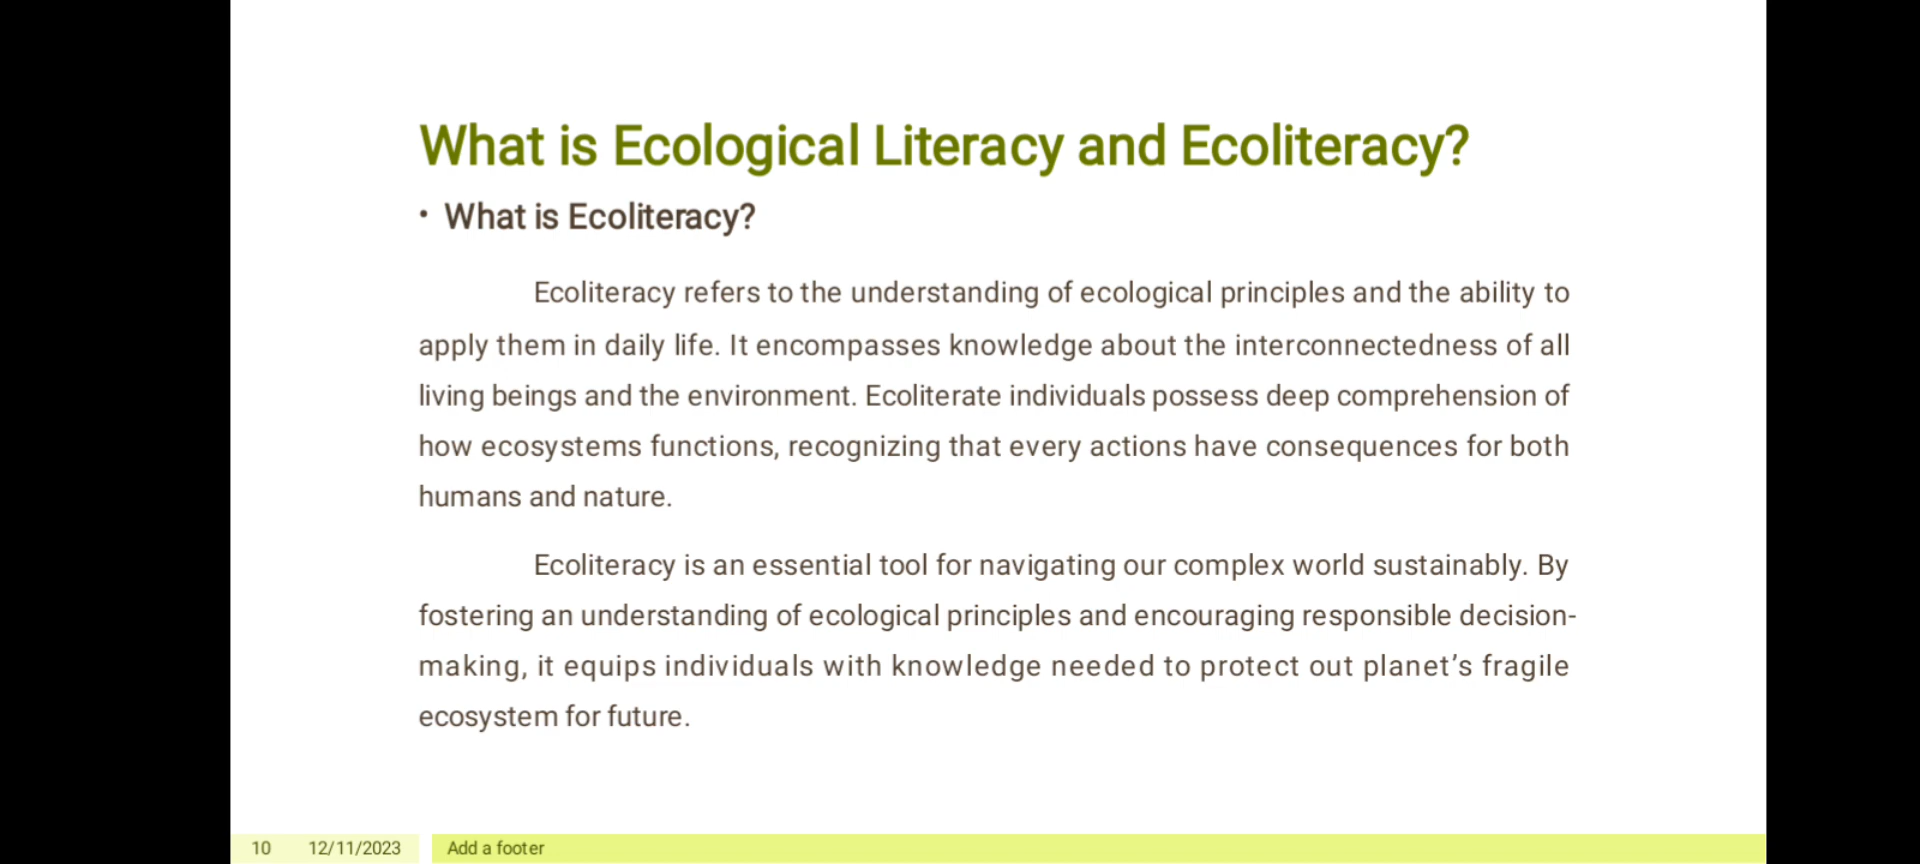 What is Ecological Literacy and Ecoliteracy?
• What is Ecoliteracy?
Ecoliteracy refers to the understanding of ecological principles and the ability to
apply them in daily life. It encompasses knowledge about the interconnectedness of all
living beings and the environment. Ecoliterate individuals possess deep comprehension of
how ecosystems functions, recognizing that every actions have consequences for both
humans and nature.
Ecoliteracy is an essential tool for navigating our complex world sustainably. By
fostering an understanding of ecological principles and encouraging responsible decision-
making, it equips individuals with knowledge needed to protect out planet’s fragile
ecosystem for future.
10 12/11/2023 Add a footer